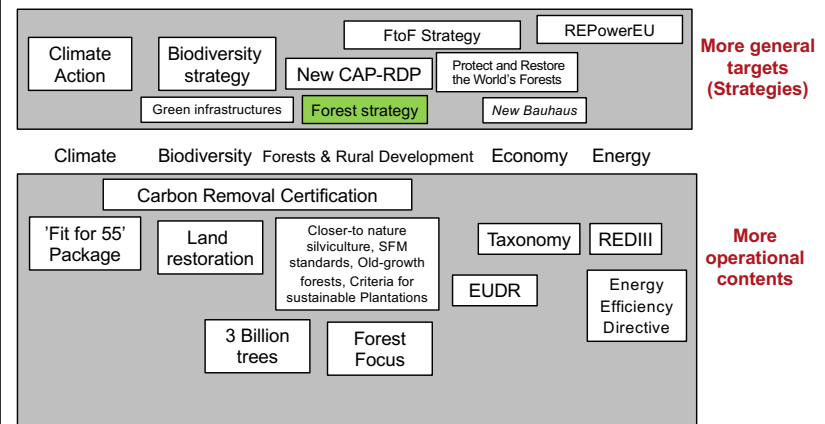 FtoF Strategy
REPowerEU
Climate
Action
Biodiversity
strategy
New CAP-RDP
Protect and Restore
the World's Forests
Green infrastructures
Forest strategy
New Bauhaus
More general
targets
(Strategies)
Climate
Biodiversity
Forests & Rural Development
Economy
Energy
Carbon Removal Certification
'Fit for 55'
Package
Land
restoration
Closer-to nature
silviculture, SFM
standards, Old-growth
forests, Criteria for
sustainable Plantations
Taxonomy
REDIII
EUDR
Energy
Efficiency
Directive
3 Billion
trees
Forest
Focus
More
operational
contents